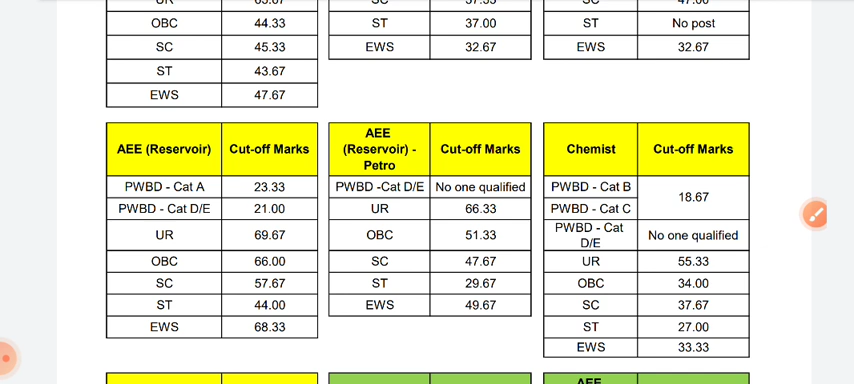 OBC 44.33
SC 45.33
ST 43.67
EWS 47.67
ST 37.00
EWS 32.67
ST No post
EWS 32.67
AEE (Reservoir) Cut-off Marks
PWBD - Cat A 23.33
PWBD - Cat D/E 21.00
UR 69.67
OBC 66.00
SC 57.67
ST 44.00
EWS 68.33
AEE
(Reservoir) - Cut-off Marks
Petro
PWBD -Cat D/E No one qualified
UR 66.33
OBC 51.33
SC 47.67
ST 29.67
EWS 49.67
Chemist Cut-off Marks
PWBD - Cat B
18.67
PWBD - Cat C
PWBD - Cat
D/E
No one qualified
UR 55.33
OBC 34.00
SC 37.67
ST 27.00
EWS 33.33
AEE